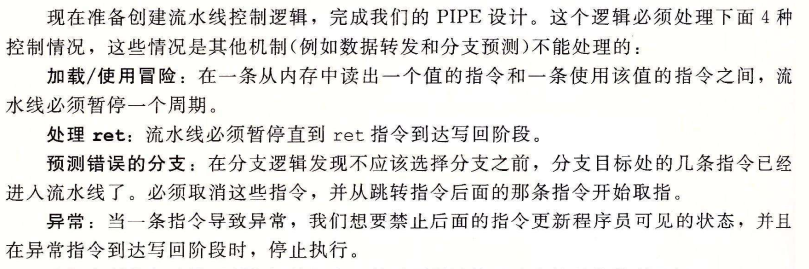 现在准备创建流水线控制逻辑，完成我们的 PIPE 设计。这个逻辑必须处理下面 4 种
控制情况，这些情况是其他机制(例如数据转发和分支预测)不能处理的：
加载/使用冒险：在一条从内存中读出一个值的指令和一条使用该值的指令之间，流
水线必须暂停一个周期。
处理 ret：流水线必须暂停直到 ret 指令到达写回阶段。
预测错误的分支：在分支逻辑发现不应该选择分支之前，分支目标处的几条指令已经
进入流水线了。必须取消这些指令，并从跳转指令后面的那条指令开始取指。
异常：当一条指令导致异常，我们想要禁止后面的指令更新程序员可见的状态，并且
在异常指令到达写回阶段时，停止执行。